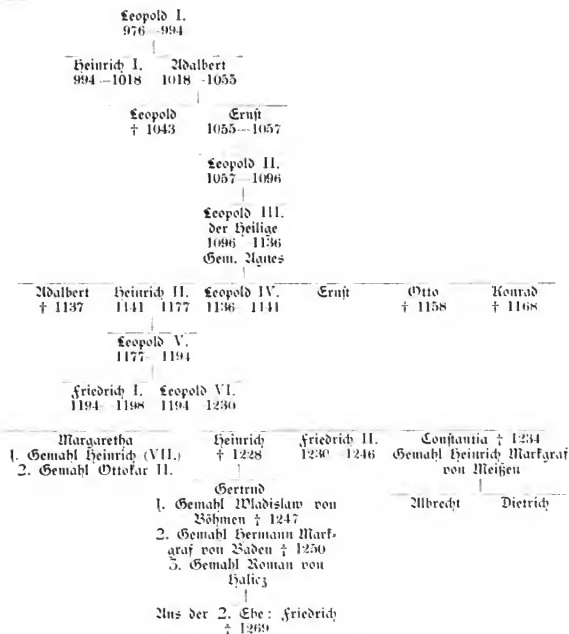 Leopold I.
976–994
Heinrich I. Adalbert
994–1018 1018–1055
Leopold Ernst
† 1043 1055–1057
Leopold II.
1057–1096
Leopold III.
der Heilige
1096 1136
Gem. Agnes
Adalbert Heinrich II. Leopold IV. Ernst Otto Konrad
† 1137 1141 1177 1136 1141 † 1158 † 1168
Leopold V.
1177–1194
Friedrich I. Leopold VI.
1194–1198 1194–1230
Margaretha Heinrich Friedrich II. Constantia † 1234
1. Gemahl Heinrich (VII.) † 1228 1230–1246 Gemahl Heinrich Markgraf
2. Gemahl Ottokar II. von Meißen
Gertrud Albrecht Dietrich
1. Gemahl Wladislaw von
Böhmen † 1247
2. Gemahl Hermann Mark-
graf von Baden † 1250
3. Gemahl Roman von
Halicz
Aus der 2. Ehe: Friedrich
† 1269